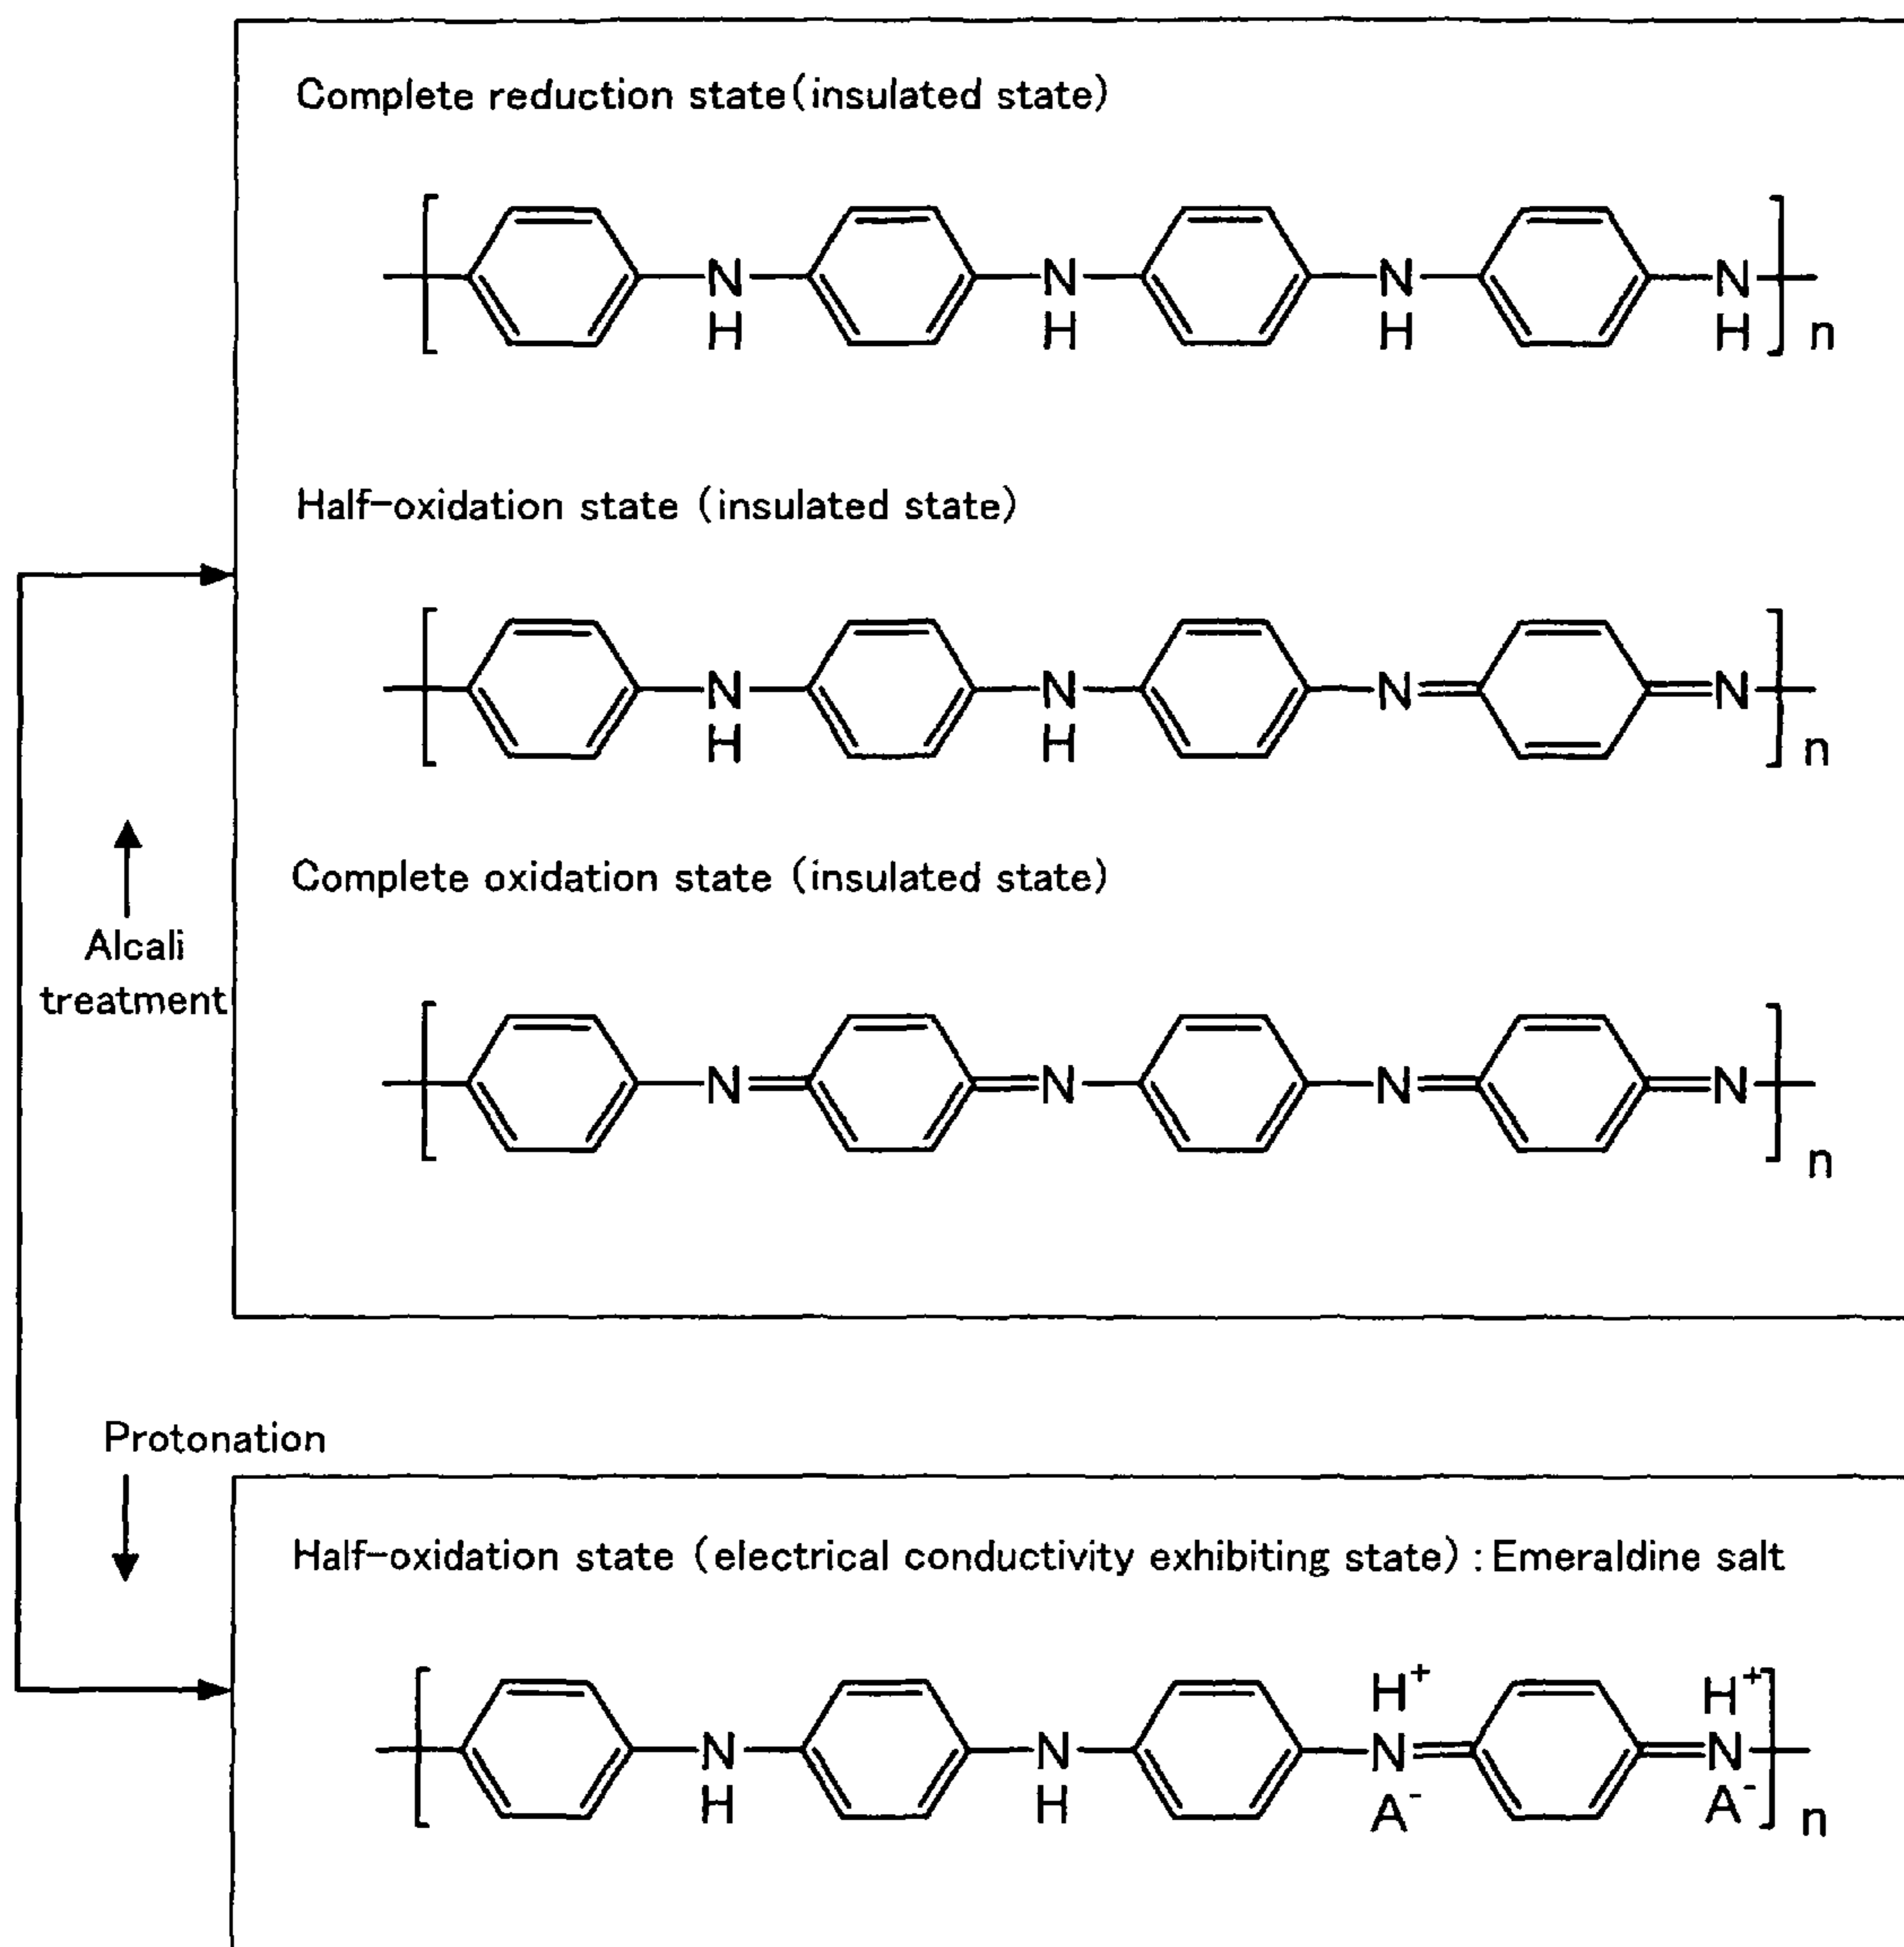 Complete reduction state(insulated state)
N N N N
H H H H n
Half-oxidation state (insulated state)
N N N N
H H n
Complete oxidation state (insulated state)
Alcali
treatment
N N N N
n
Protonation
Half-oxidation state (electrical conductivity exhibiting state) : Emeraldine salt
H+ H+
N N N N
H H A- A- n